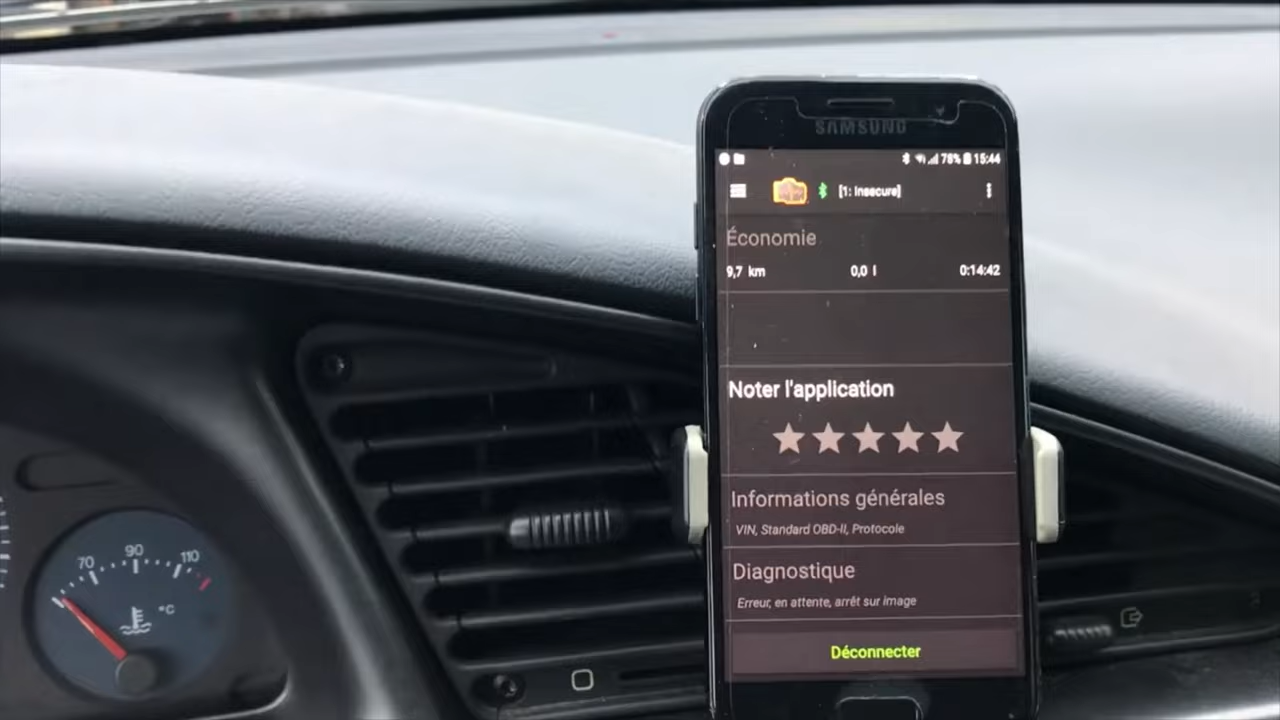 SAMSUNG
78% 15:44
[1: Insecure]
Économie
9,7 km 0,0 l 0:14:42
Noter l'application
Informations générales
VIN, Standard OBD-II, Protocole
Diagnostique
Erreur, en attente, arrêt sur image
Déconnecter
70 90 110
°C